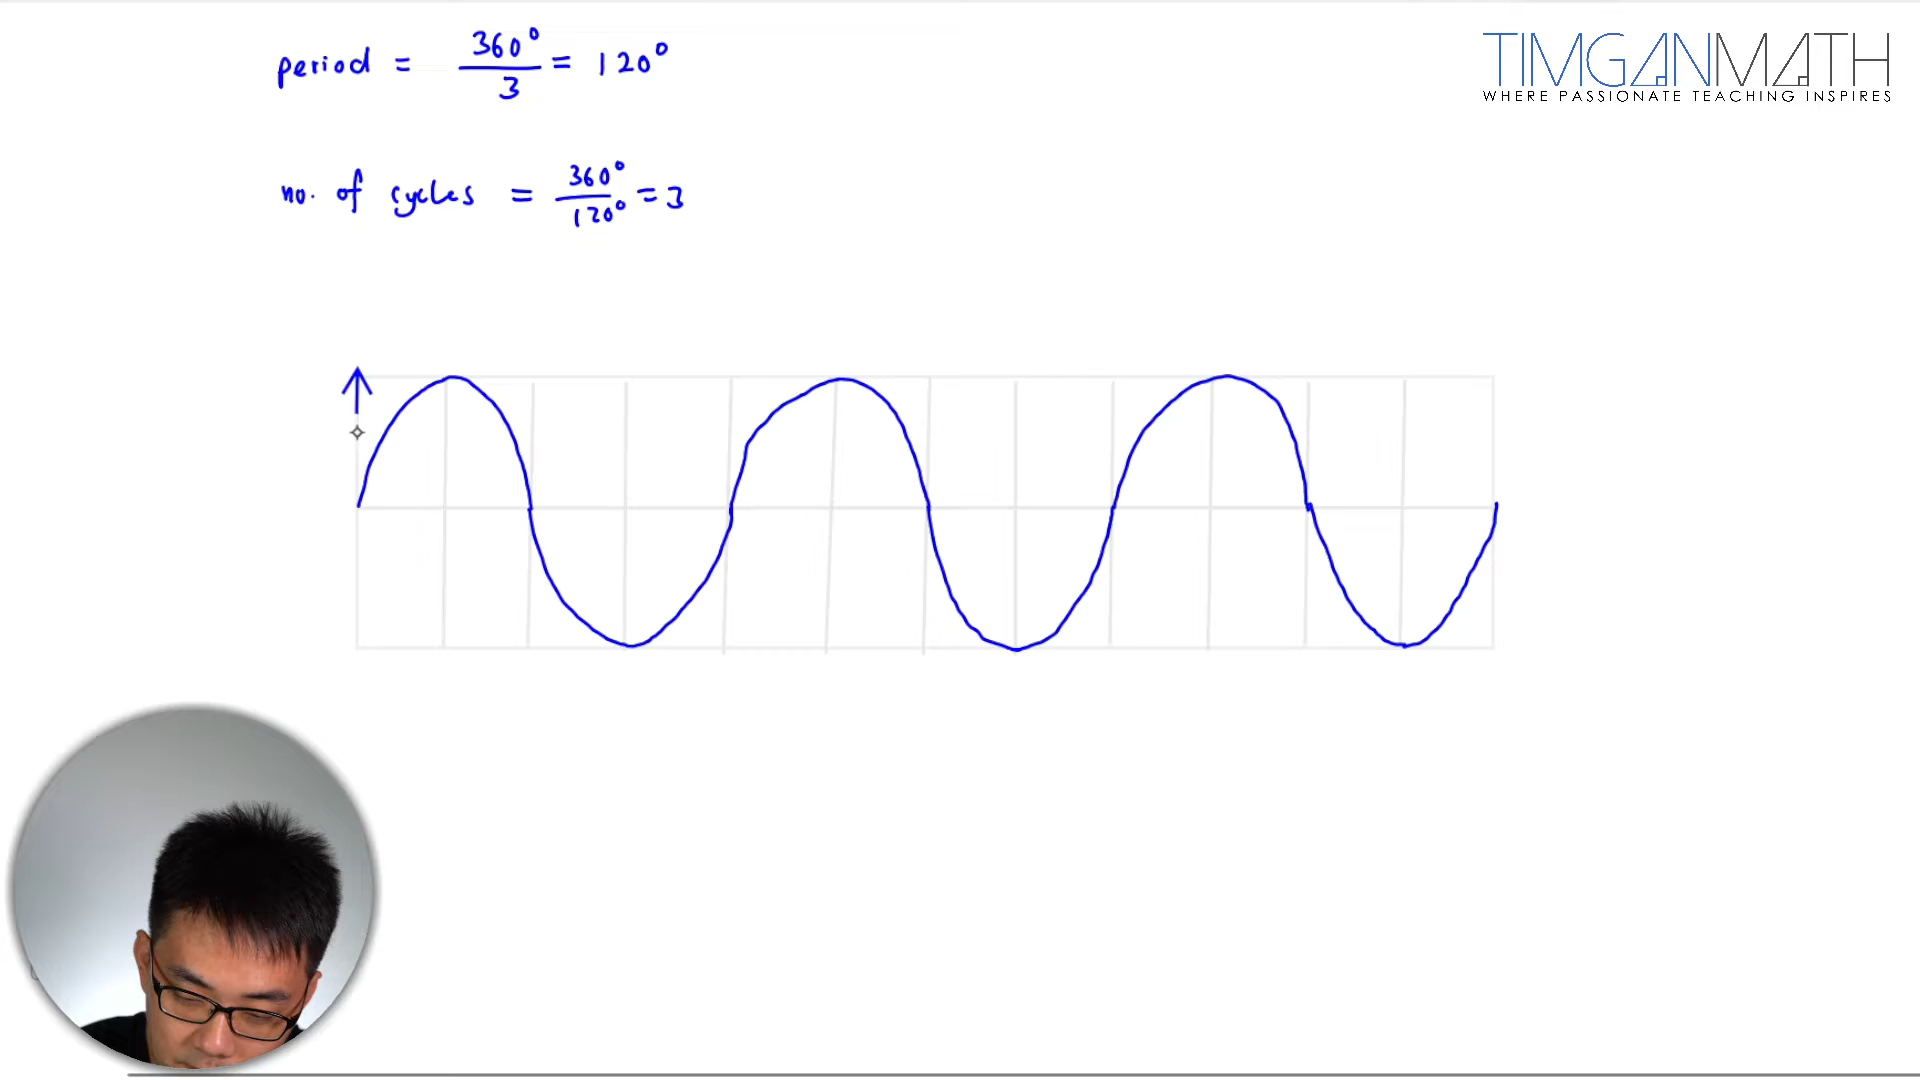 period = 360° / 3 = 120°
TIMGANMATH
WHERE PASSIONATE TEACHING INSPIRES
no. of cycles = 360° / 120° = 3